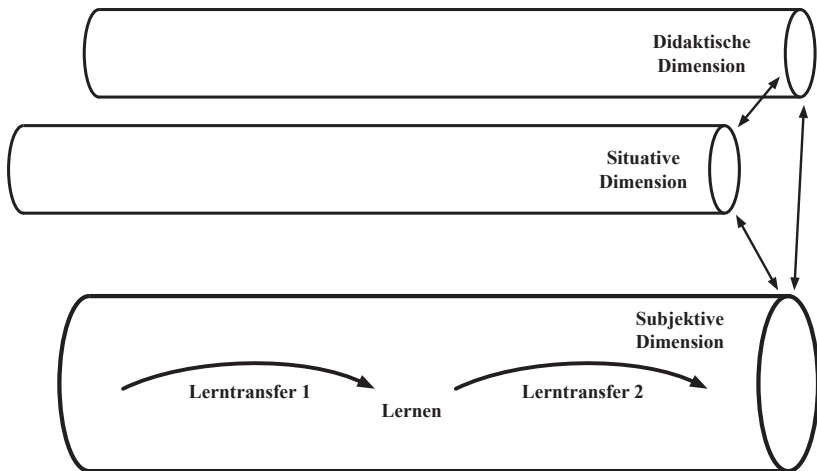 Didaktische
Dimension
Situative
Dimension
Subjektive
Dimension
Lerntransfer 1
Lernen
Lerntransfer 2